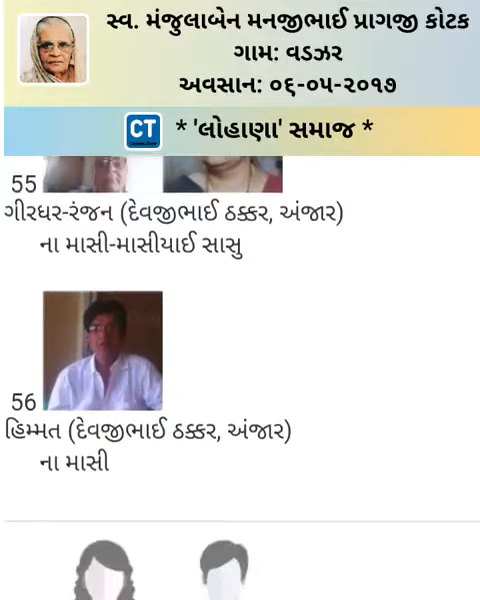 સ્વ. મંજુલાબેન મનજીભાઈ પ્રાગજી કોટક
ગામ: વડઝર
અવસાન: ૦૬-૦૫-૨૦૧૭
CT * 'લોહાણા' સમાજ *
55
ગીરધર-રંજન (દેવજીભાઈ ઠક્કર, અંજાર)
ના માસી-માસીયાઈ સાસુ
56
હિમ્મત (દેવજીભાઈ ઠક્કર, અંજાર)
ના માસી